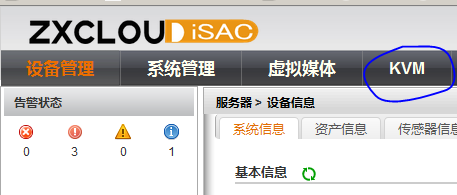 ZXCLOUD iSAC
设备管理 系统管理 虚拟媒体 KVM
告警状态
0 3 0 1
服务器 > 设备信息
系统信息 资产信息 传感器信息
基本信息